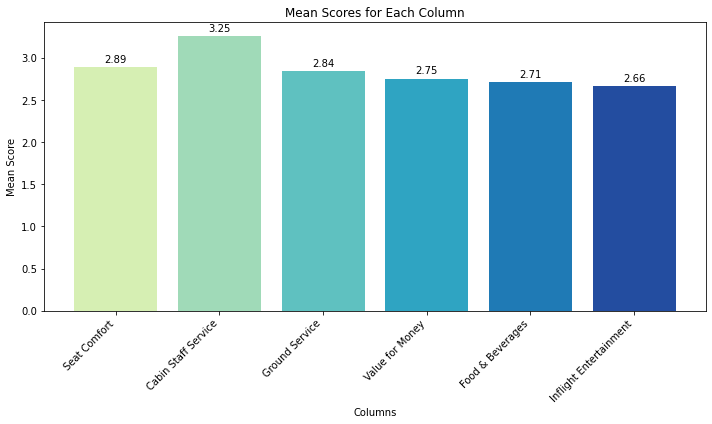 Mean Scores for Each Column
3.25
2.89
2.84
2.75
2.71
2.66
3.0
2.5
2.0
1.5
1.0
0.5
0.0
Mean Score
Seat Comfort
Cabin Staff Service
Ground Service
Value for Money
Food & Beverages
Inflight Entertainment
Columns